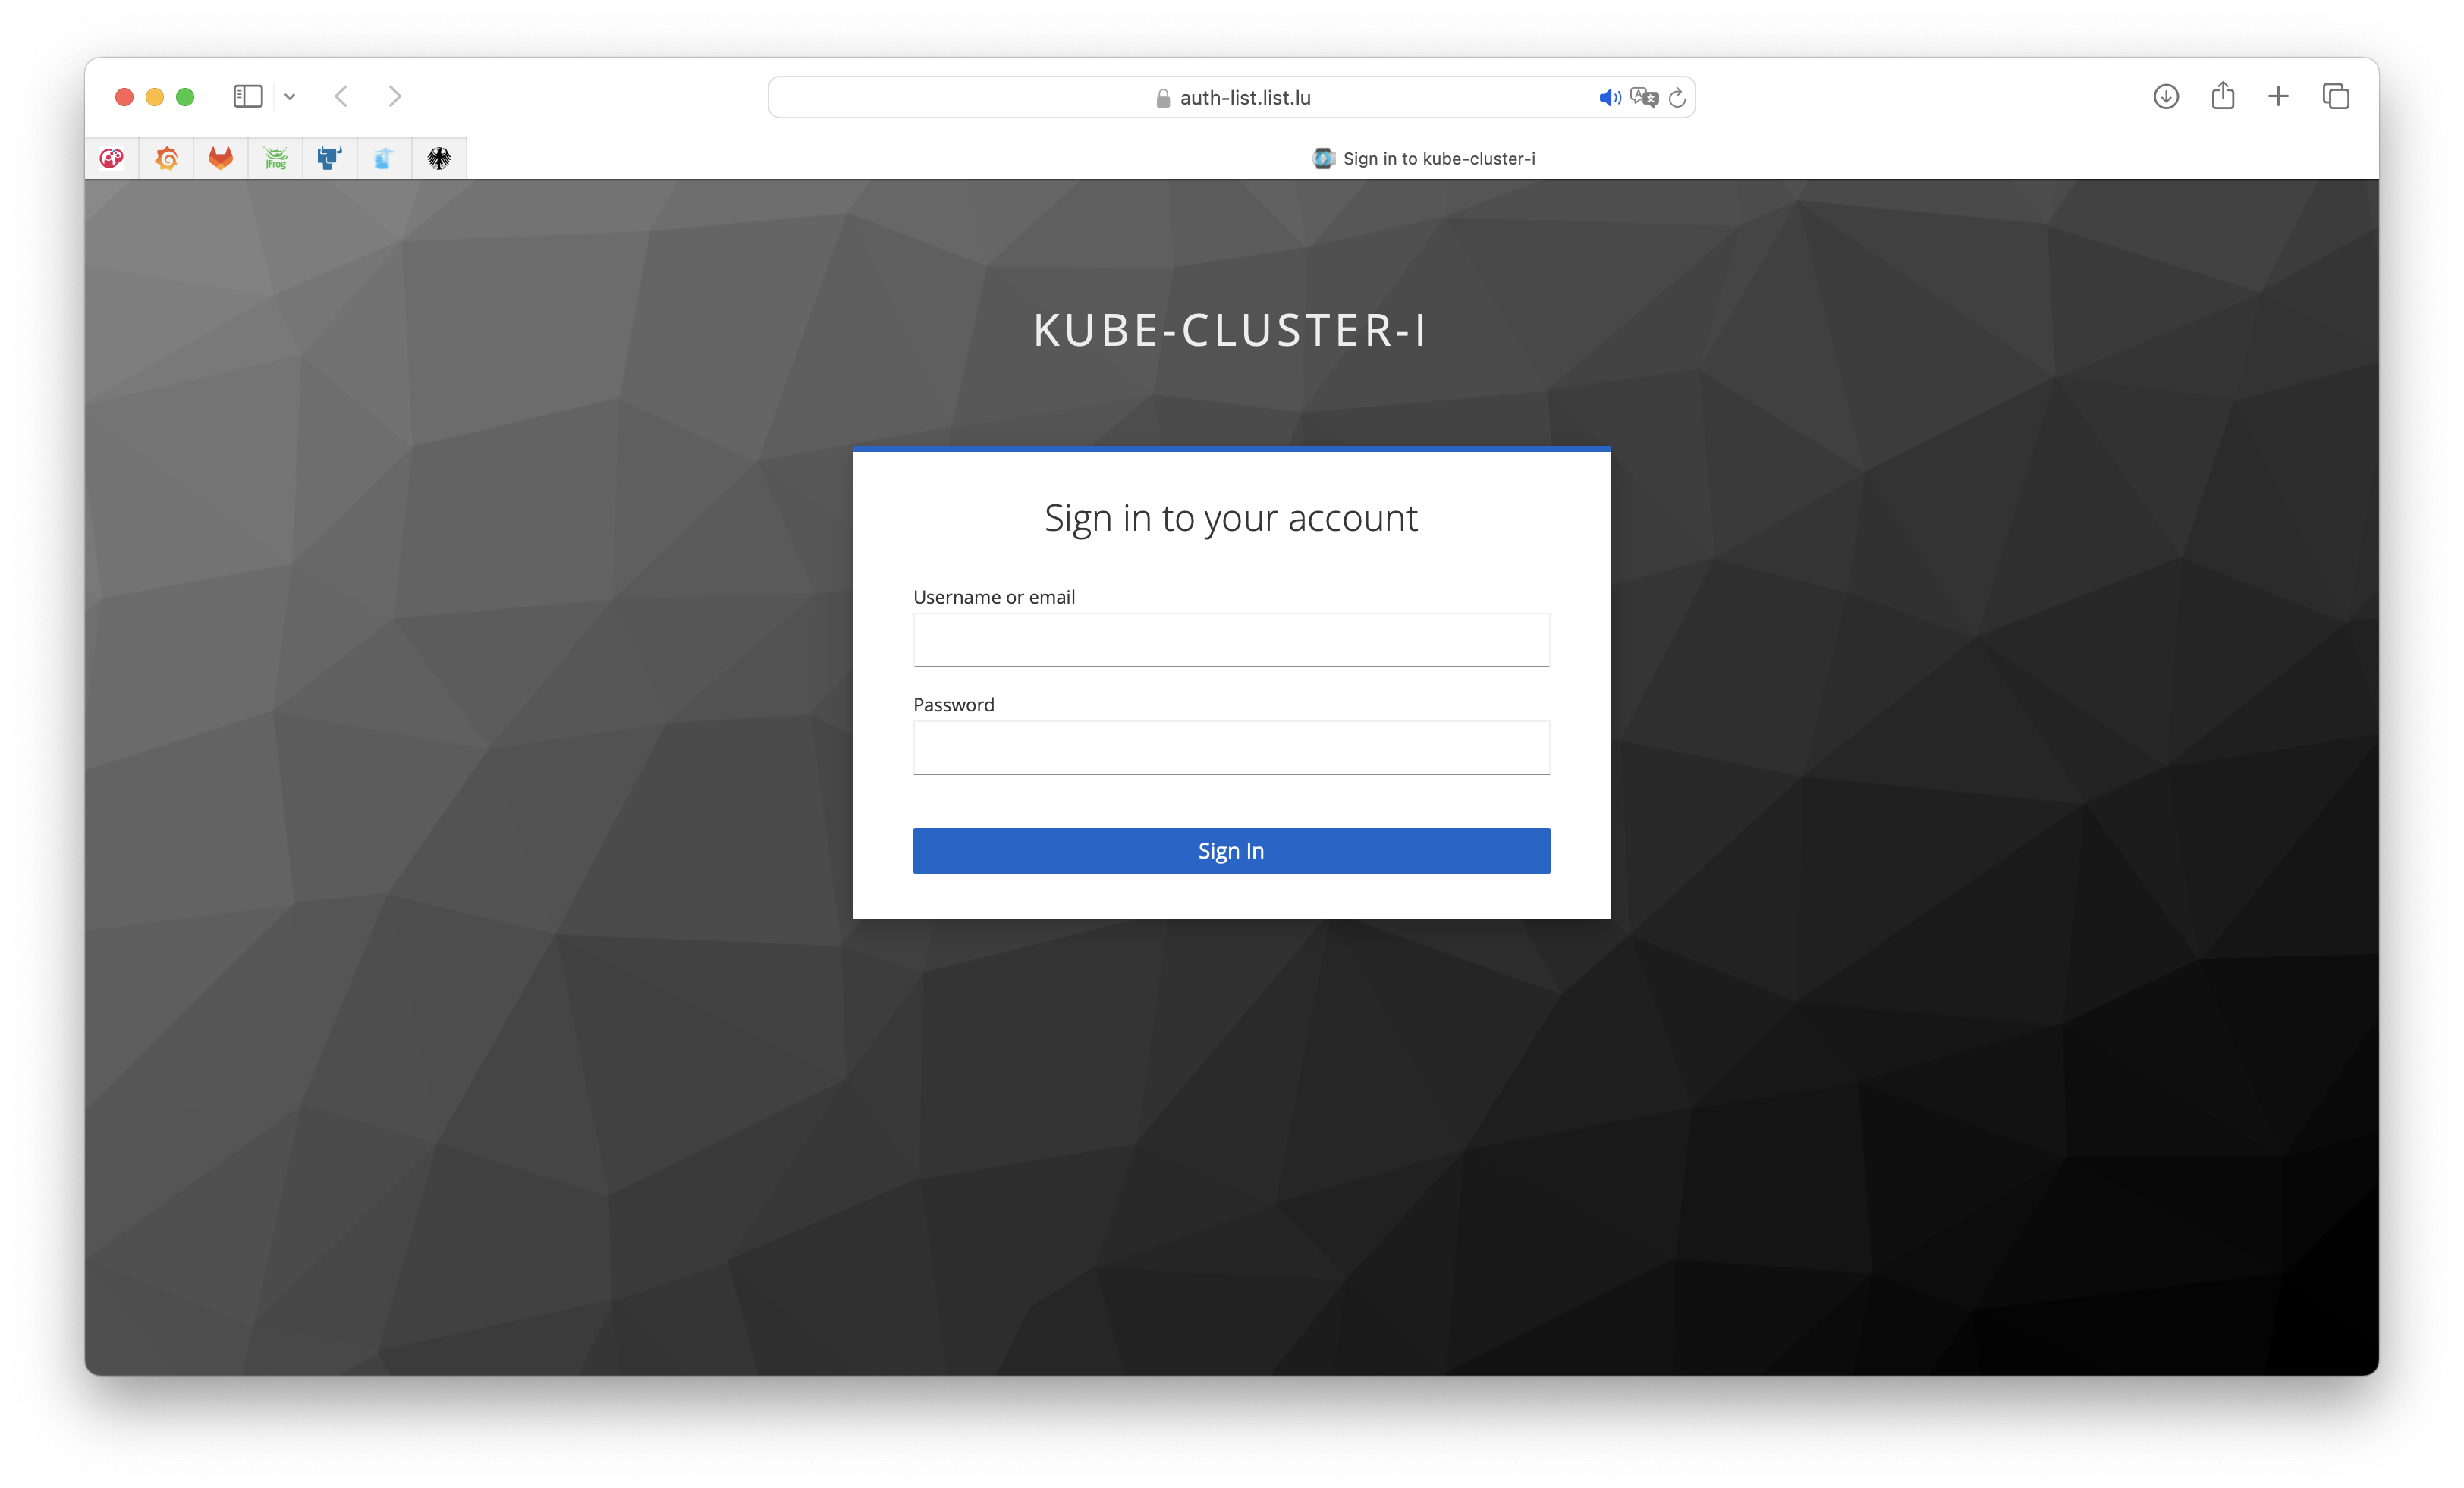 auth-list.list.lu
JFrog
Sign in to kube-cluster-i
KUBE-CLUSTER-I
Sign in to your account
Username or email
Password
Sign In